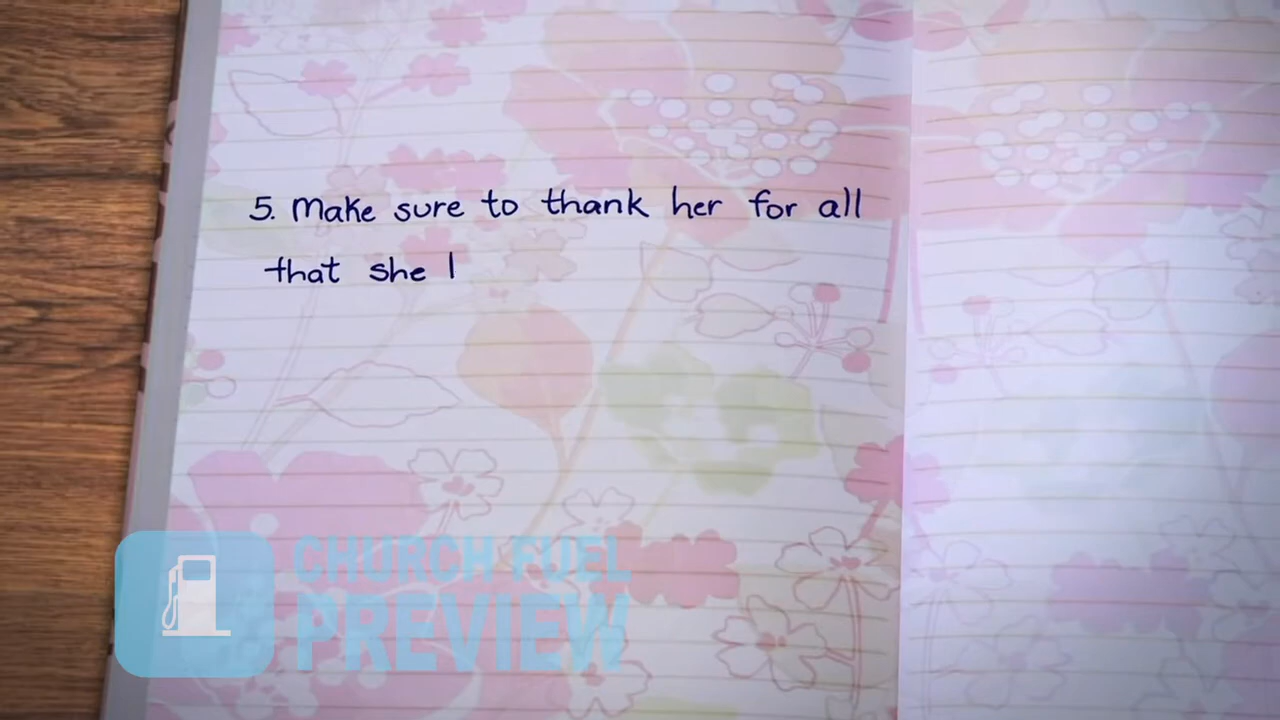 5. Make sure to thank her for all
that she l
CHURCH FUEL
PREVIEW